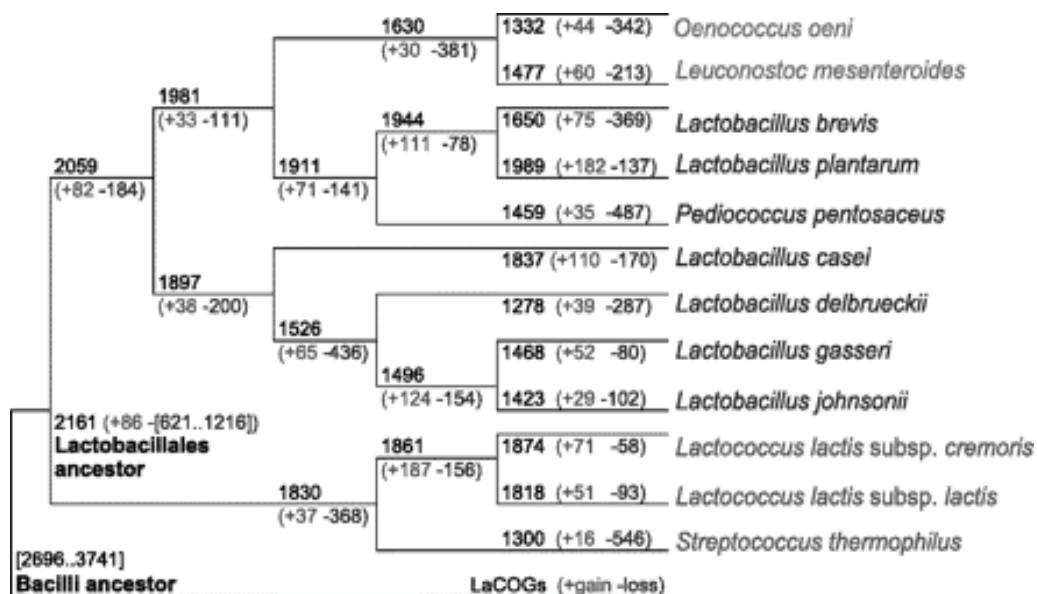 1630
(+30 -381)
1332 (+44 -342) Oenococcus oeni
1477 (+60 -213) Leuconostoc mesenteroides
1981
(+33 -111)
1944
(+111 -78)
1650 (+75 -369) Lactobacillus brevis
2059
(+82 -184)
1911
(+71 -141)
1989 (+182 -137) Lactobacillus plantarum
1459 (+35 -487) Pediococcus pentosaceus
1837 (+110 -170) Lactobacillus casei
1897
(+38 -200)
1278 (+39 -287) Lactobacillus delbrueckii
1526
(+65 -436)
1468 (+52 -80) Lactobacillus gasseri
1496
(+124 -154)
1423 (+29 -102) Lactobacillus johnsonii
2161 (+86 -[621..1216])
Lactobacillales
ancestor
1861
(+187 -156)
1874 (+71 -58) Lactococcus lactis subsp. cremoris
1830
(+37 -368)
1818 (+51 -93) Lactococcus lactis subsp. lactis
1300 (+16 -546) Streptococcus thermophilus
[2696..3741]
Bacilli ancestor
LaCOGs (+gain -loss)